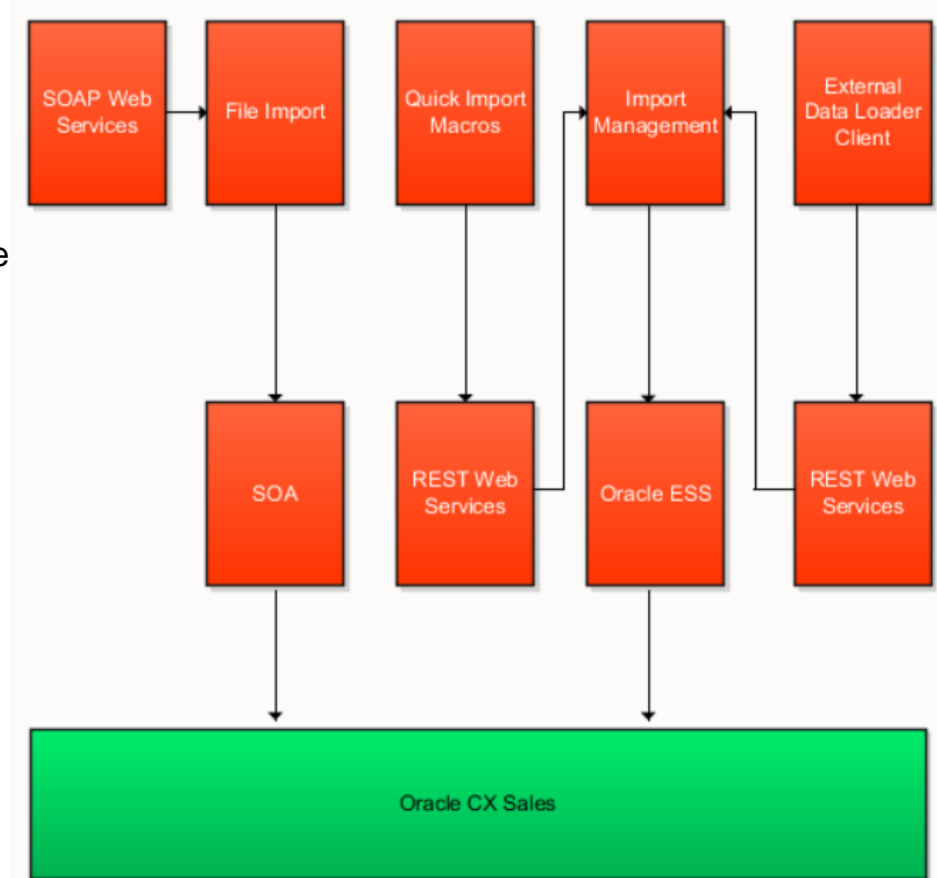 SOAP Web
Services
File Import
Quick Import
Macros
Import
Management
External
Data Loader
Client
e
SOA
REST Web
Services
Oracle ESS
REST Web
Services
Oracle CX Sales